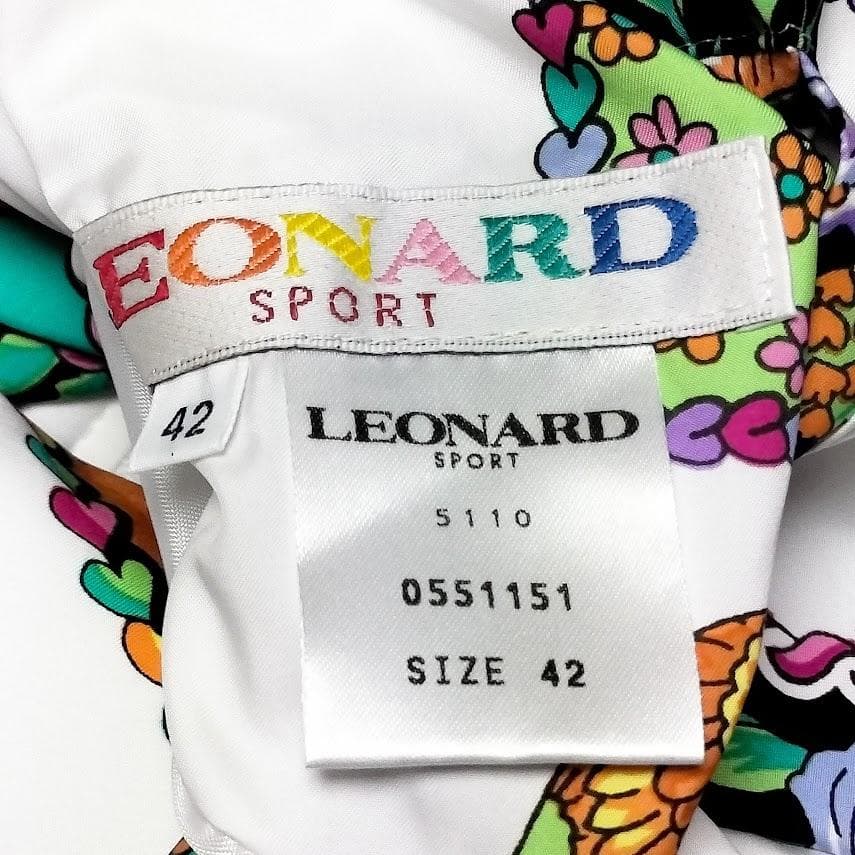 EONARD
SPORT
42
LEONARD
SPORT
5110
0551151
SIZE 42